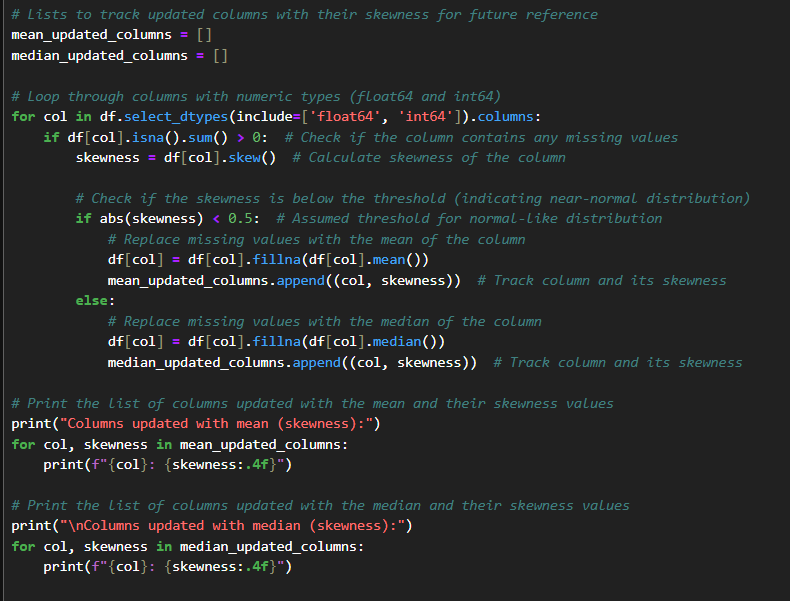 # Lists to track updated columns with their skewness for future reference
mean_updated_columns = []
median_updated_columns = []

# Loop through columns with numeric types (float64 and int64)
for col in df.select_dtypes(include=['float64', 'int64']).columns:
    if df[col].isna().sum() > 0:  # Check if the column contains any missing values
        skewness = df[col].skew()  # Calculate skewness of the column

        # Check if the skewness is below the threshold (indicating near-normal distribution)
        if abs(skewness) < 0.5:  # Assumed threshold for normal-like distribution
            # Replace missing values with the mean of the column
            df[col] = df[col].fillna(df[col].mean())
            mean_updated_columns.append((col, skewness))  # Track column and its skewness
        else:
            # Replace missing values with the median of the column
            df[col] = df[col].fillna(df[col].median())
            median_updated_columns.append((col, skewness))  # Track column and its skewness

# Print the list of columns updated with the mean and their skewness values
print("Columns updated with mean (skewness):")
for col, skewness in mean_updated_columns:
    print(f"{col}: {skewness:.4f}")

# Print the list of columns updated with the median and their skewness values
print("\nColumns updated with median (skewness):")
for col, skewness in median_updated_columns:
    print(f"{col}: {skewness:.4f}")